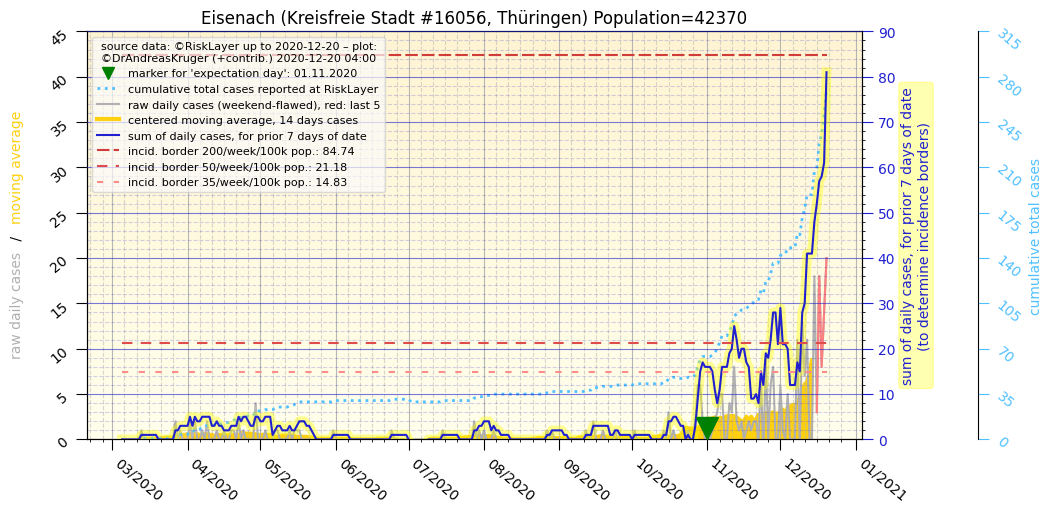 Eisenach (Kreisfreie Stadt #16056, Thüringen) Population=42370
source data: ©RiskLayer up to 2020-12-20 – plot:
©DrAndreasKruger (+contrib.) 2020-12-20 04:00
marker for 'expectation day': 01.11.2020
cumulative total cases reported at RiskLayer
raw daily cases (weekend-flawed), red: last 5
centered moving average, 14 days cases
sum of daily cases, for prior 7 days of date
incid. border 200/week/100k pop.: 84.74
incid. border 50/week/100k pop.: 21.18
incid. border 35/week/100k pop.: 14.83
raw daily cases / moving average
45
40
35
30
25
20
15
10
5
0
03/2020
04/2020
05/2020
06/2020
07/2020
08/2020
09/2020
10/2020
11/2020
12/2020
01/2021
90
80
70
60
50
40
30
20
10
0
sum of daily cases, for prior 7 days of date
(to determine incidence borders)
315
280
245
210
175
140
105
70
35
0
cumulative total cases